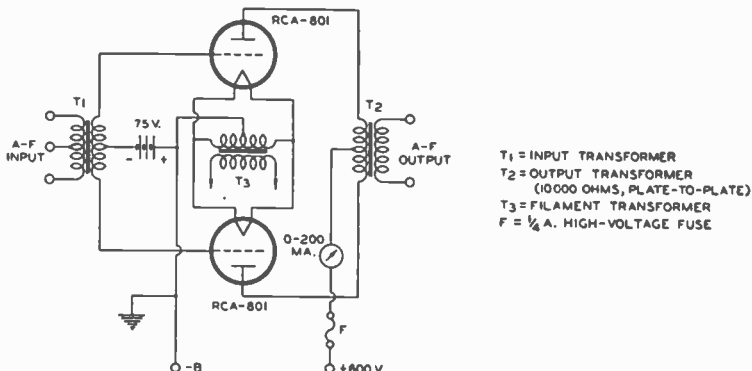 RCA-801
T1
T2
75 V.
A-F
INPUT
- +
A-F
OUTPUT
T3
T1 = INPUT TRANSFORMER
T2 = OUTPUT TRANSFORMER
(10000 OHMS, PLATE-TO-PLATE)
T3 = FILAMENT TRANSFORMER
F = 1/4 A. HIGH-VOLTAGE FUSE
0-200
MA.
RCA-801
F
-B
+600 V.